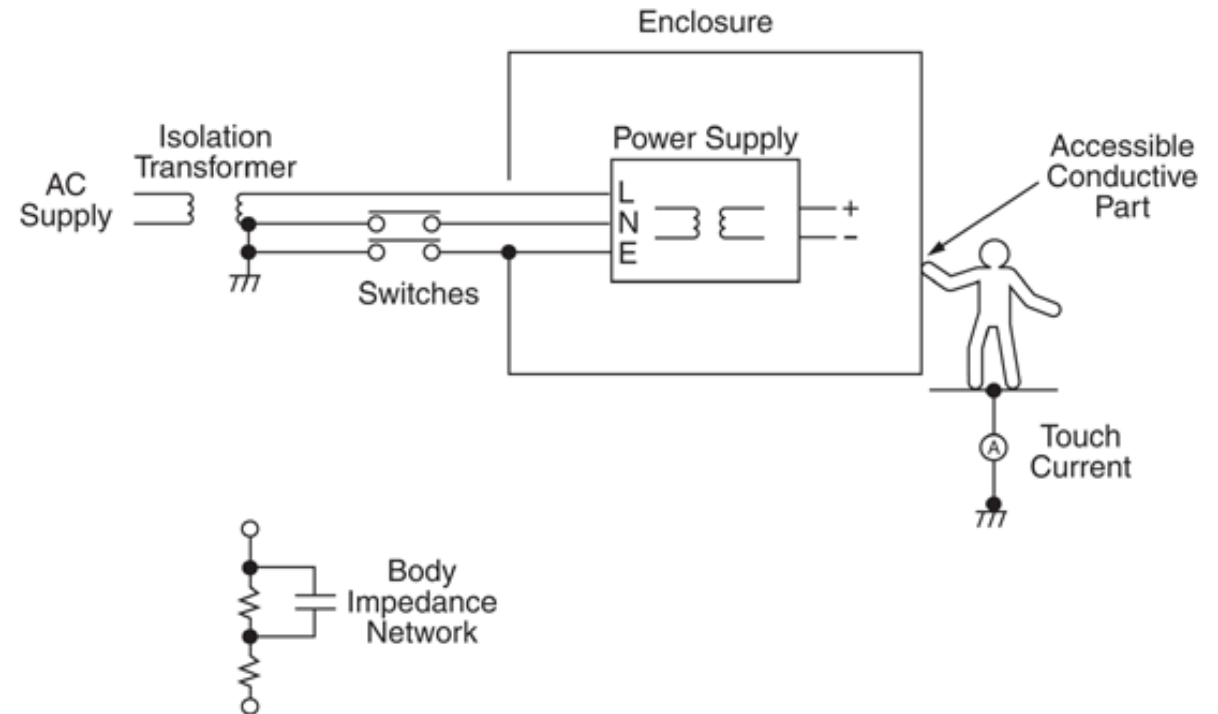 Enclosure
Isolation
Transformer
AC
Supply
Power Supply
L
N
E
+
-
Switches
Accessible
Conductive
Part
A
Touch
Current
Body
Impedance
Network